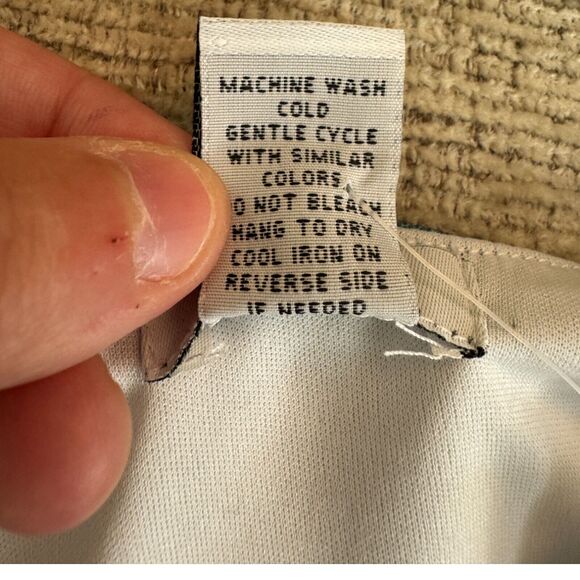 MACHINE WASH
COLD
GENTLE CYCLE
WITH SIMILAR
COLORS
O NOT BLEACH
HANG TO DRY
COOL IRON ON
REVERSE SIDE
IF NEEDED